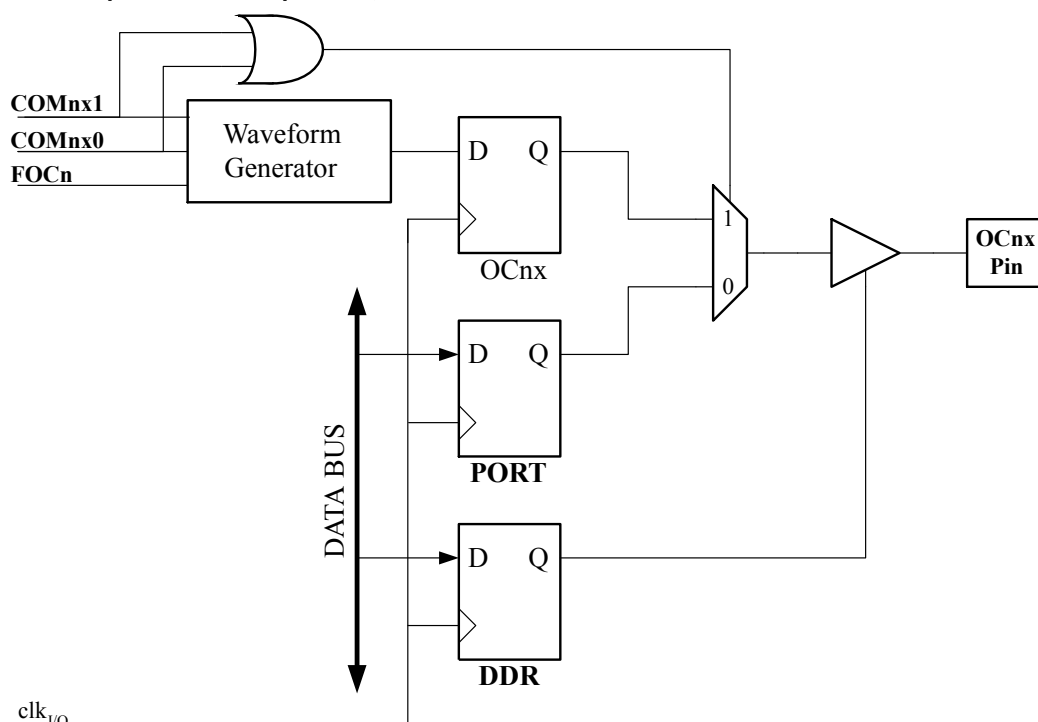 COMnx1
COMnx0
FOCn
Waveform
Generator
D Q
OCnx
1
0
OCnx
Pin
D Q
PORT
DATA BUS
D Q
DDR
clkI/O